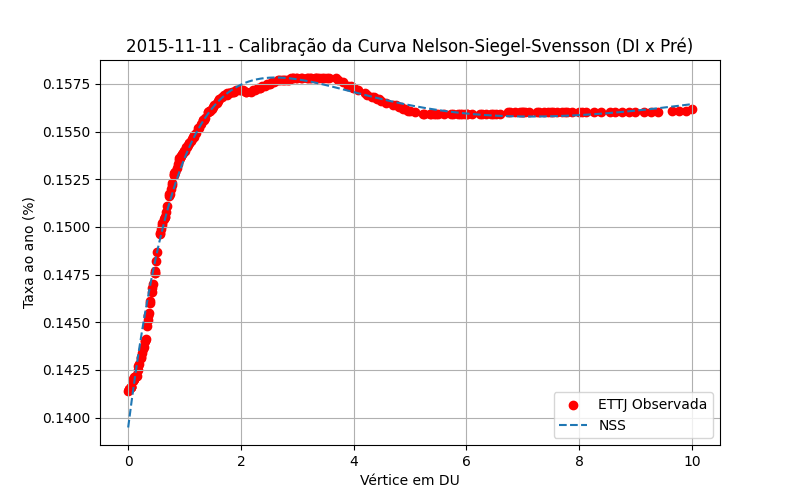 2015-11-11 - Calibração da Curva Nelson-Siegel-Svensson (DI x Pré)
Taxa ao ano (%)
0.1575
0.1550
0.1525
0.1500
0.1475
0.1450
0.1425
0.1400
ETTJ Observada
NSS
0 2 4 6 8 10
Vértice em DU